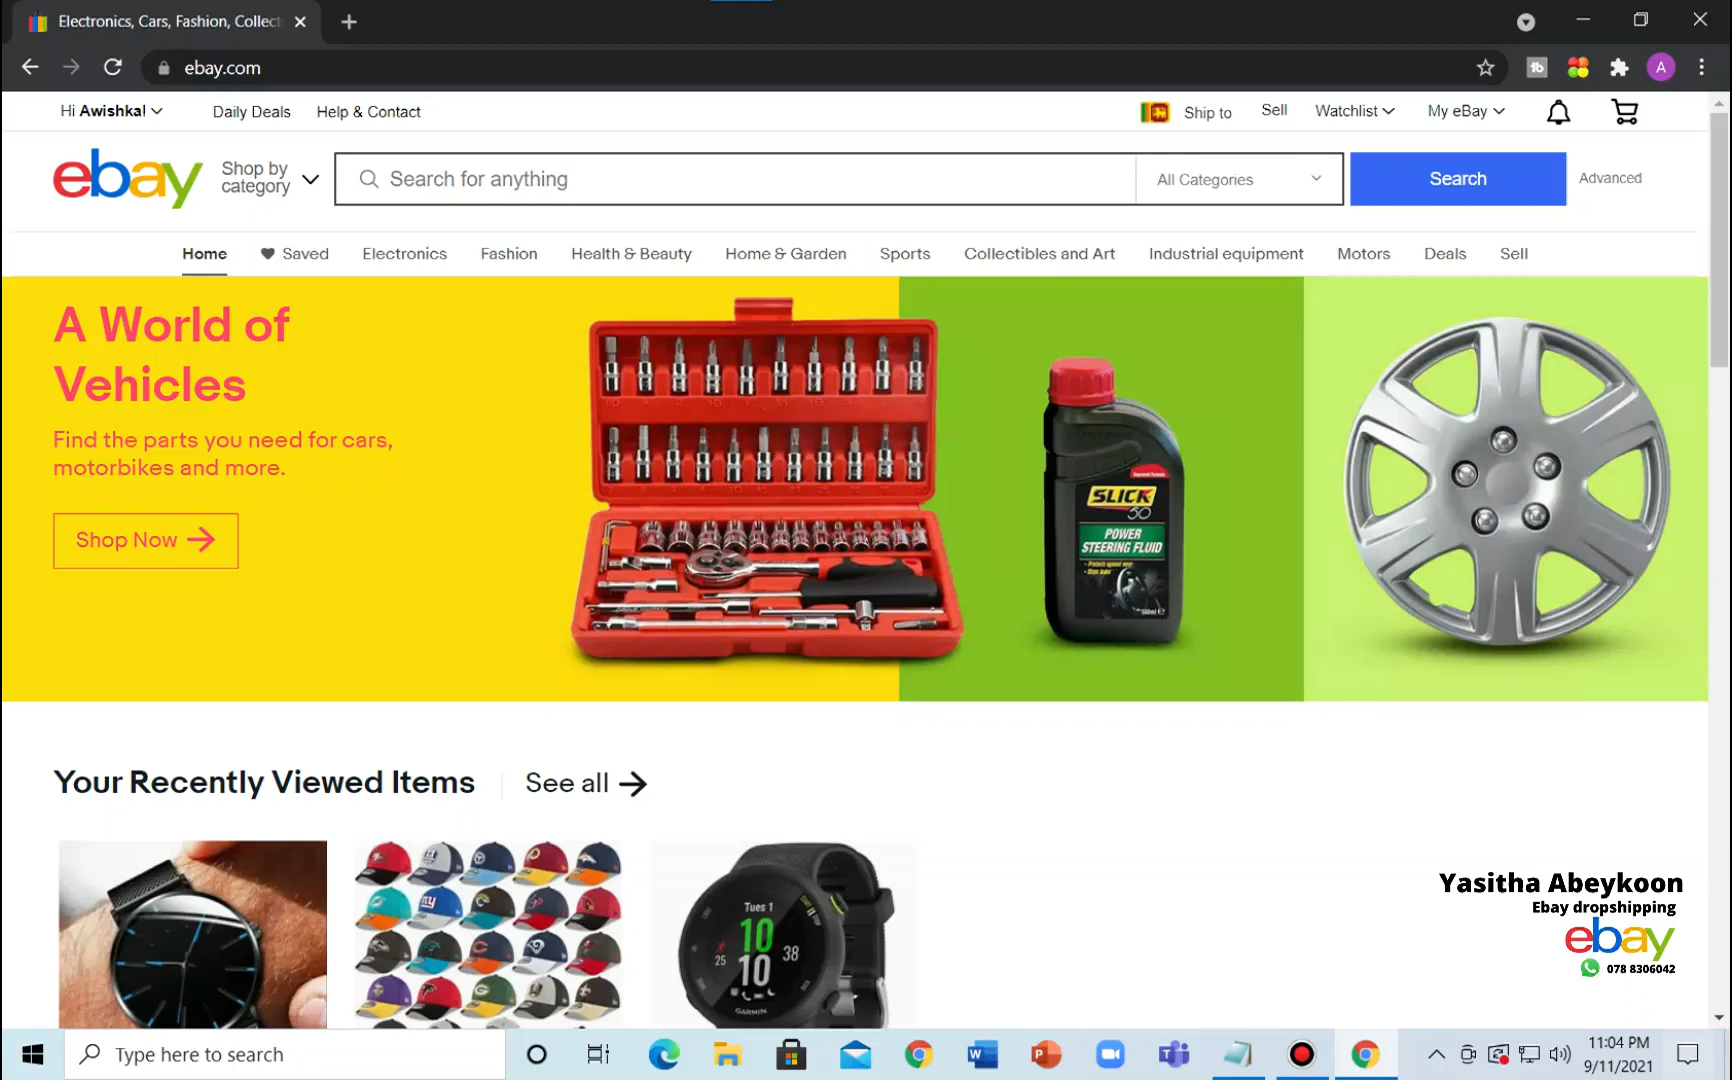 Electronics, Cars, Fashion, Collect
ebay.com
A
Hi Awishka!
Daily Deals
Help & Contact
Ship to
Sell
Watchlist
My eBay
ebay
Shop by
category
Search for anything
All Categories
Search
Advanced
Home
Saved
Electronics
Fashion
Health & Beauty
Home & Garden
Sports
Collectibles and Art
Industrial equipment
Motors
Deals
Sell
A World of
Vehicles
Find the parts you need for cars,
motorbikes and more.
Shop Now
SLICK
50
POWER
STEERING FLUID
500ml
Your Recently Viewed Items
See all
Tues 1
10
25
38
10
GARMIN
Yasitha Abeykoon
Ebay dropshipping
ebay
078 8306042
Type here to search
11:04 PM
9/11/2021